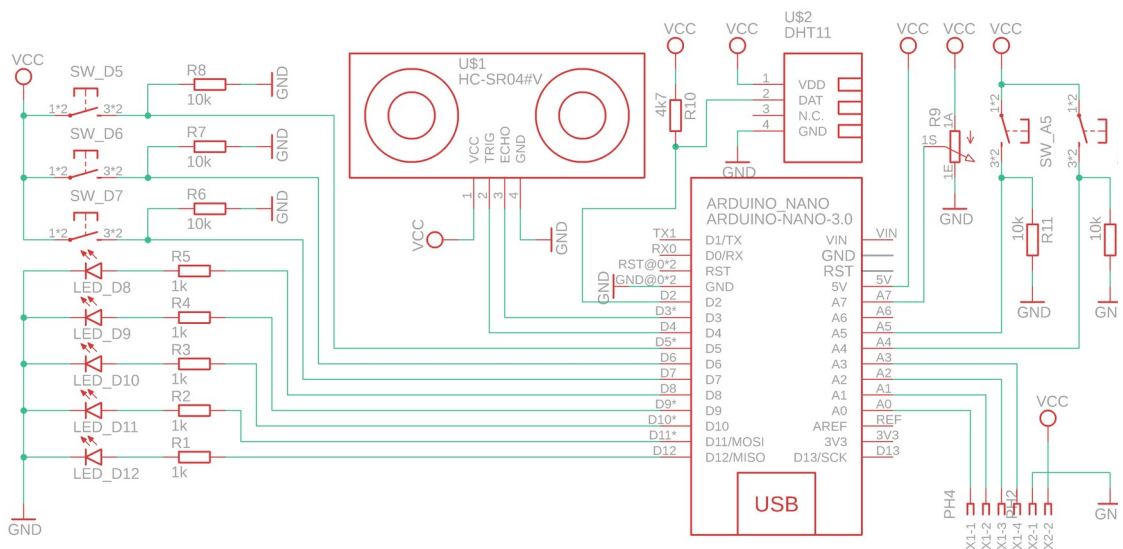 VCC
SW_D5
1*2
3*2
R8
10k
GND
SW_D6
1*2
3*2
R7
10k
GND
SW_D7
1*2
3*2
R6
10k
GND
LED_D8
R5
1k
LED_D9
R4
1k
LED_D10
R3
1k
LED_D11
R2
1k
LED_D12
R1
1k
GND
U$1
HC-SR04#V
VCC
TRIG
ECHO
GND
1
2
3
4
VCC
GND
VCC
4k7
R10
VCC
U$2
DHT11
1
2
3
4
VDD
DAT
N.C.
GND
GND
ARDUINO_NANO
ARDUINO-NANO-3.0
TX1 D1/TX VIN VIN
RX0 D0/RX GND
RST@0*2 RST RST
GND GND@0*2 GND 5V 5V
D2 D2 A7 A7
D3* D3 A6 A6
D4 D4 A5 A5
D5* D5 A4 A4
D6 D6 A3 A3
D7 D7 A2 A2
D8 D8 A1 A1
D9* D9 A0 A0
D10* D10 AREF REF
D11* D11/MOSI 3V3 3V3
D12 D12/MISO D13/SCK D13
USB
VCC
VCC
R9
1A
1S
1E
GND
VCC
1*2
3*2
SW_A5
1*2
3*2
10k
R11
GND
10k
GN
VCC
PH4
X1-1
X1-2
X1-3
X1-4
PH2
X2-1
X2-2
GN